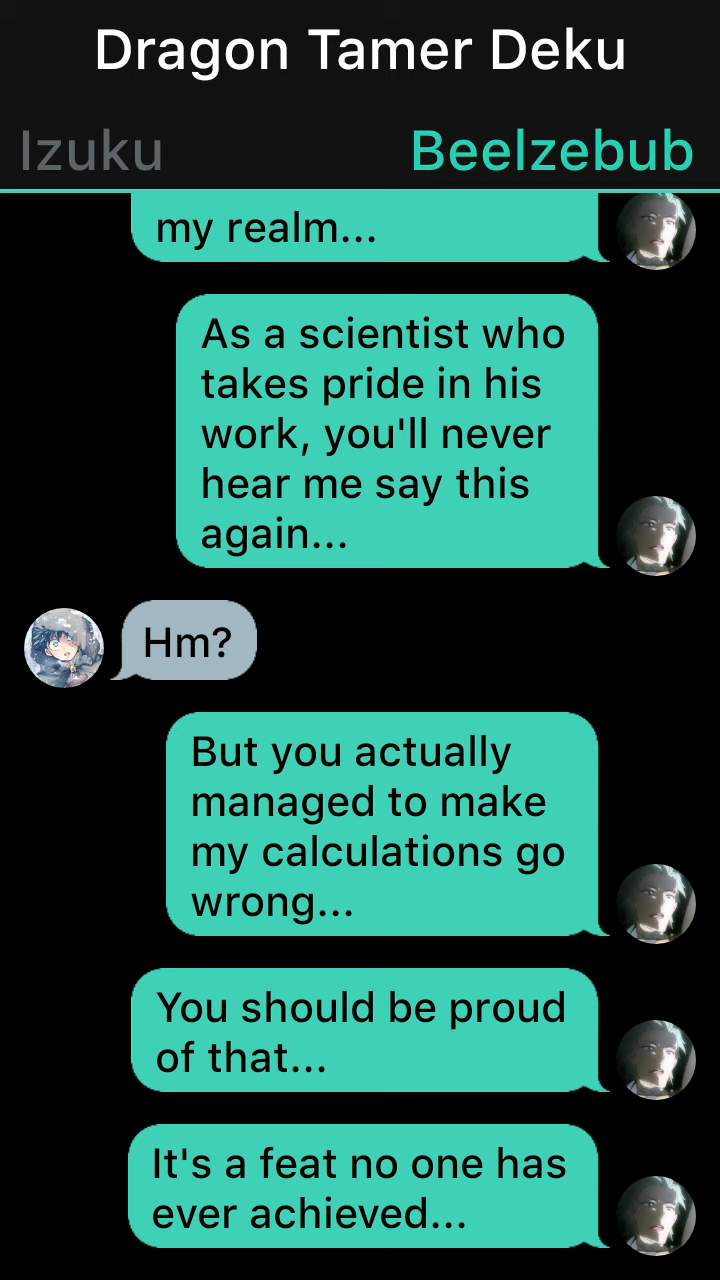 Dragon Tamer Deku
Izuku
Beelzebub
my realm...
As a scientist who
takes pride in his
work, you'll never
hear me say this
again...
Hm?
But you actually
managed to make
my calculations go
wrong...
You should be proud
of that...
It's a feat no one has
ever achieved...